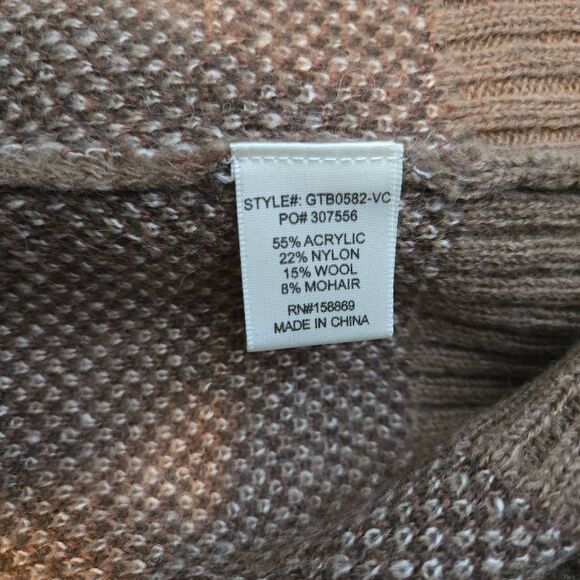 STYLE#: GTB0582-VC
PO# 307556
55% ACRYLIC
22% NYLON
15% WOOL
8% MOHAIR
RN#158869
MADE IN CHINA